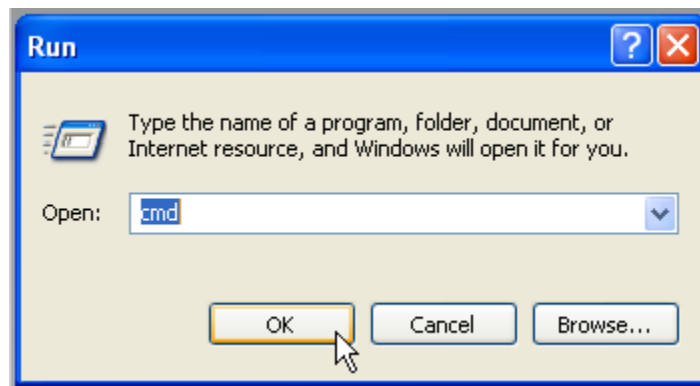 Run
Type the name of a program, folder, document, or
Internet resource, and Windows will open it for you.
Open: cmd
OK Cancel Browse...